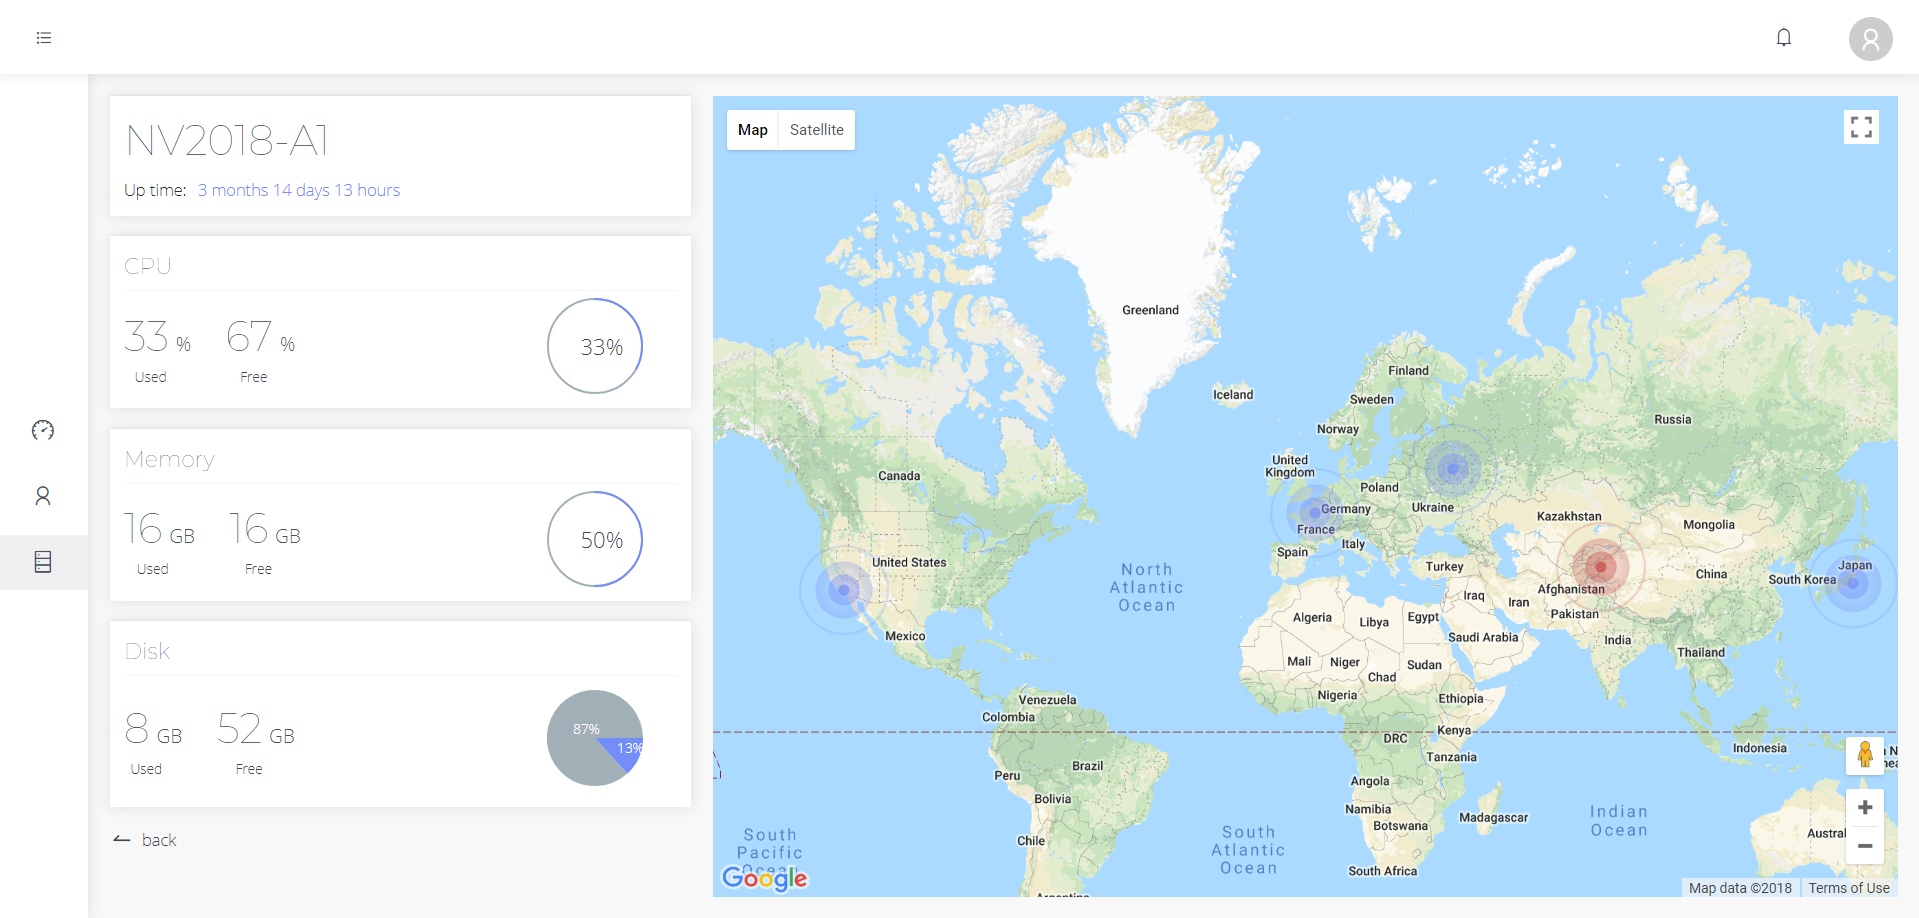 NV2018-A1
Up time: 3 months 14 days 13 hours
CPU
33 % 67 %
Used Free
33%
Memory
16 GB 16 GB
Used Free
50%
Disk
8 GB 52 GB
Used Free
87%
13%
back
Map Satellite
Greenland
Iceland
Finland
Sweden
Norway
Russia
United
Kingdom
Poland
Germany
Ukraine
France
Italy
Spain
Kazakhstan
Mongolia
Canada
United States
Mexico
North
Atlantic
Ocean
Turkey
China
South Korea
Japan
Afghanistan
Iraq
Iran
Pakistan
Algeria
Libya
Egypt
Saudi Arabia
India
Thailand
Mali
Niger
Chad
Sudan
Nigeria
Ethiopia
Venezuela
Colombia
DRC
Kenya
Tanzania
Indonesia
Brazil
Peru
Bolivia
Angola
Namibia
Botswana
Madagascar
Indian
Ocean
Chile
South
Pacific
Ocean
South
Atlantic
Ocean
South Africa
Austral
Google
Map data ©2018 Terms of Use